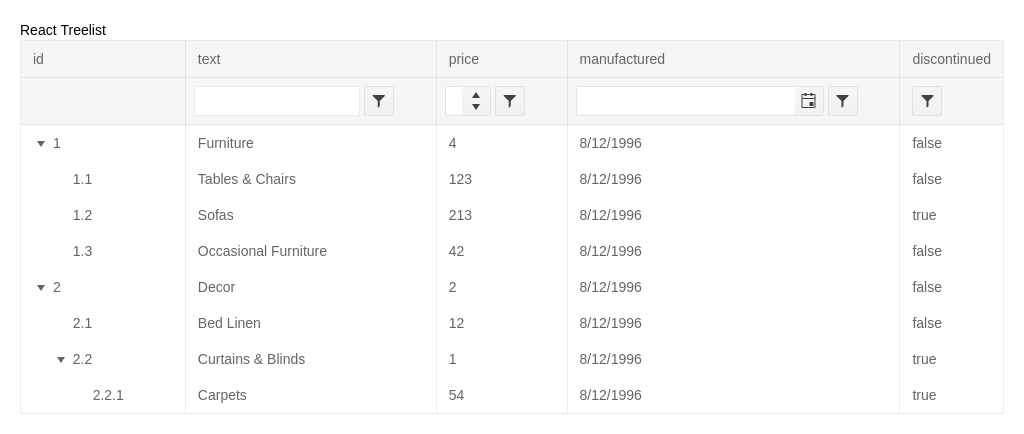 React Treelist
id text price manufactured discontinued
1 Furniture 4 8/12/1996 false
1.1 Tables & Chairs 123 8/12/1996 false
1.2 Sofas 213 8/12/1996 true
1.3 Occasional Furniture 42 8/12/1996 false
2 Decor 2 8/12/1996 false
2.1 Bed Linen 12 8/12/1996 false
2.2 Curtains & Blinds 1 8/12/1996 true
2.2.1 Carpets 54 8/12/1996 true